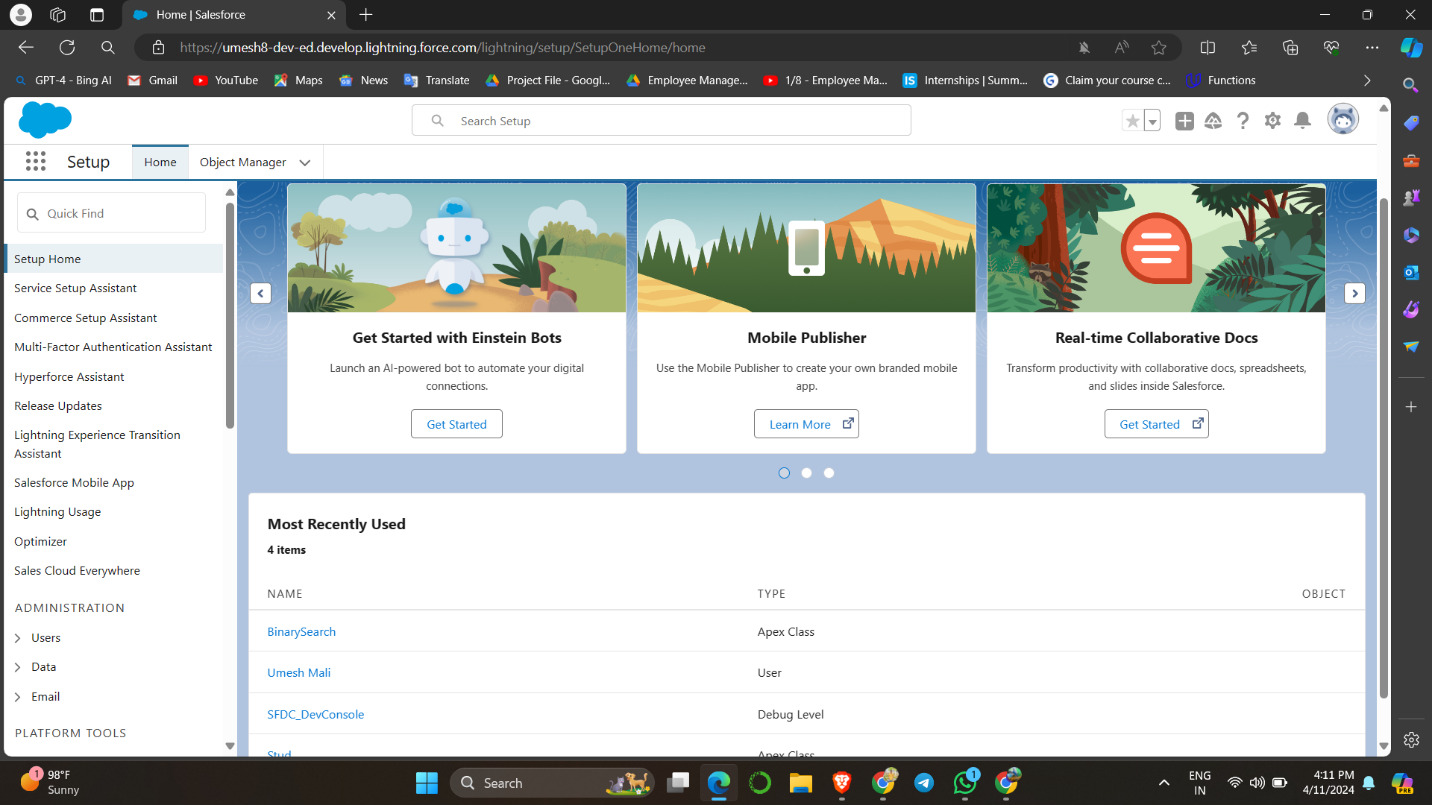 Home | Salesforce
https://umesh8-dev-ed.develop.lightning.force.com/lightning/setup/SetupOneHome/home
GPT-4 - Bing AI Gmail YouTube Maps News Translate Project File - Googl... Employee Manage... 1/8 - Employee Ma... IS Internships | Summ... Claim your course c... Functions
Search Setup
Setup Home Object Manager
Quick Find
Setup Home
Service Setup Assistant
Commerce Setup Assistant
Multi-Factor Authentication Assistant
Hyperforce Assistant
Release Updates
Lightning Experience Transition
Assistant
Salesforce Mobile App
Lightning Usage
Optimizer
Sales Cloud Everywhere
ADMINISTRATION
Users
Data
Email
PLATFORM TOOLS
Get Started with Einstein Bots
Launch an AI-powered bot to automate your digital
connections.
Get Started
Mobile Publisher
Use the Mobile Publisher to create your own branded mobile
app.
Learn More
Real-time Collaborative Docs
Transform productivity with collaborative docs, spreadsheets,
and slides inside Salesforce.
Get Started
Most Recently Used
4 items
NAME TYPE OBJECT
BinarySearch Apex Class
Umesh Mali User
SFDC_DevConsole Debug Level
Stud Apex Class
1 98°F
Sunny
Search
1
ENG
IN
4:11 PM
4/11/2024
PRE